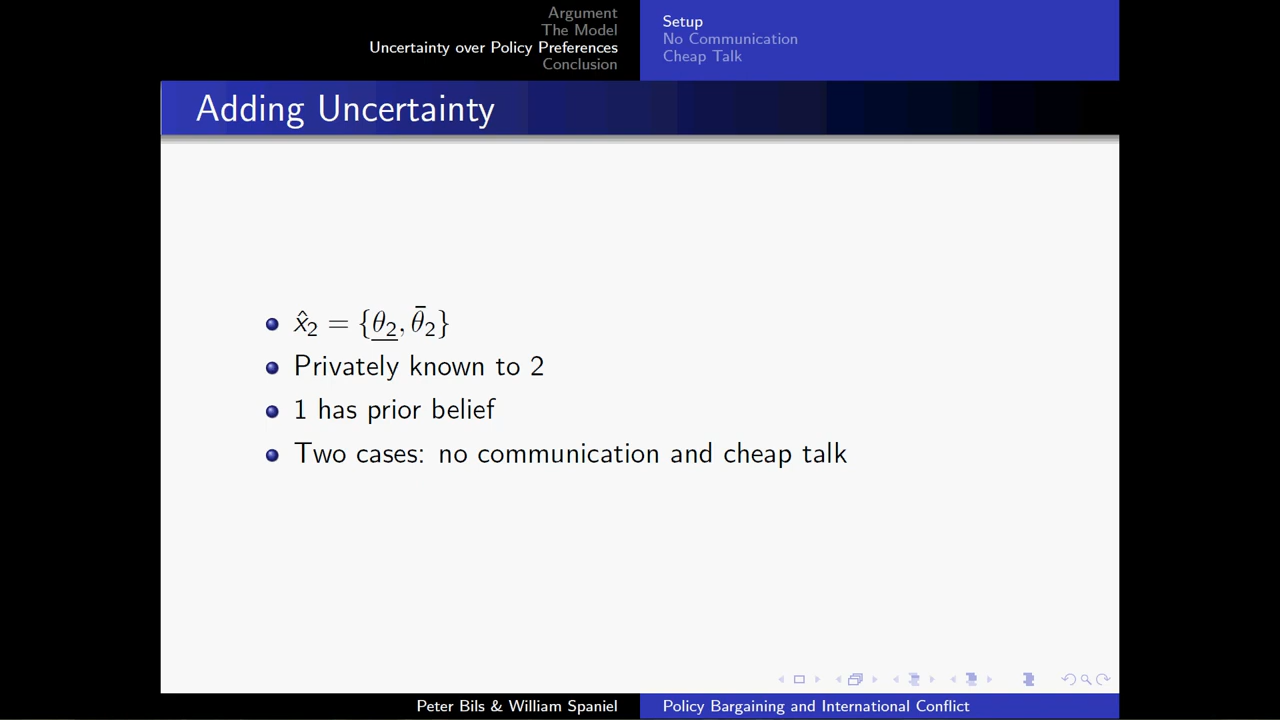 Argument
The Model
Uncertainty over Policy Preferences
Conclusion
Setup
No Communication
Cheap Talk
Adding Uncertainty
x̂₂ = {θ̲₂, θ̄₂}
Privately known to 2
1 has prior belief
Two cases: no communication and cheap talk
Peter Bils & William Spaniel
Policy Bargaining and International Conflict